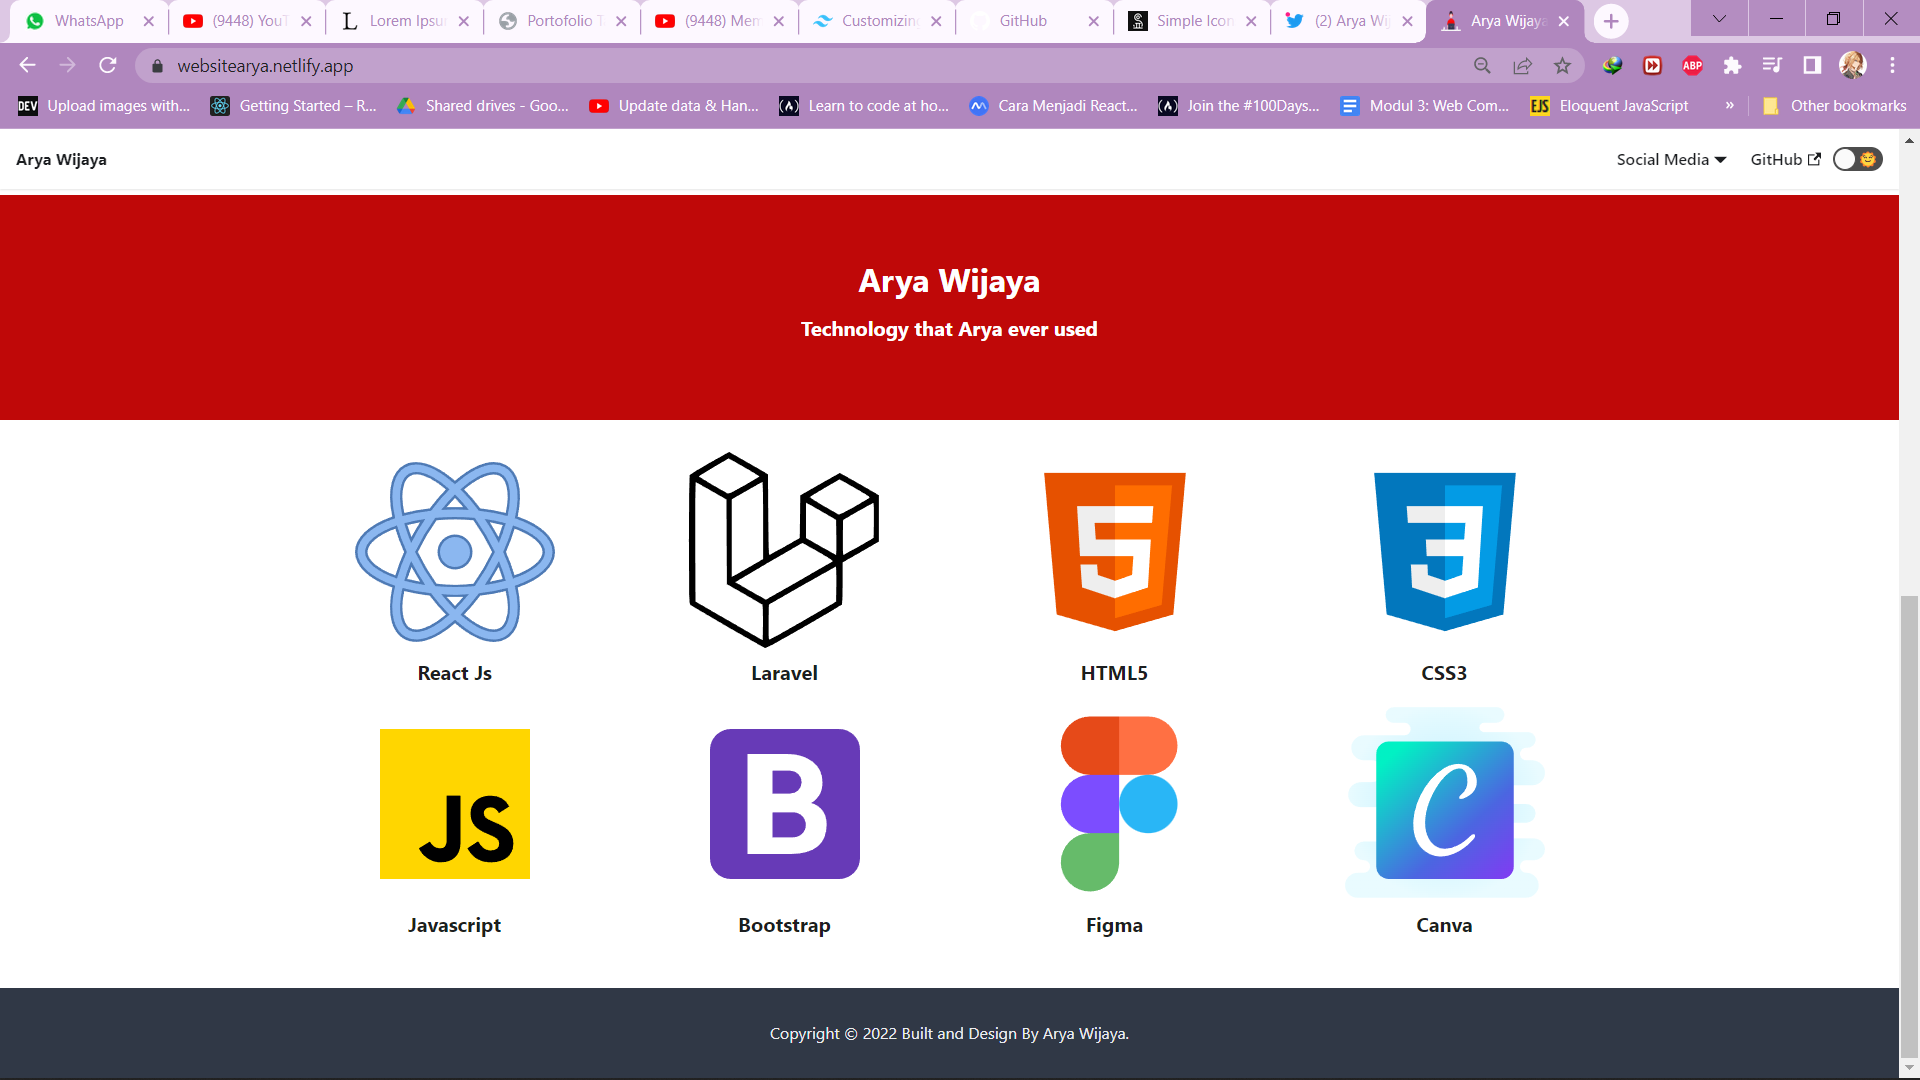 WhatsApp
(9448) YouT
Lorem Ipsu
Portofolio T
(9448) Mem
Customizing
GitHub
Simple Icon
(2) Arya Wij
Arya Wijaya
websitearya.netlify.app
ABP
DEV Upload images with...
Getting Started – R...
Shared drives - Goo...
Update data & Han...
Learn to code at ho...
Cara Menjadi React...
Join the #100Days...
Modul 3: Web Com...
EJS Eloquent JavaScript
»
Other bookmarks
Arya Wijaya
Social Media
GitHub
Arya Wijaya
Technology that Arya ever used
React Js
Laravel
5
HTML5
3
CSS3
JS
Javascript
B
Bootstrap
Figma
C
Canva
Copyright © 2022 Built and Design By Arya Wijaya.